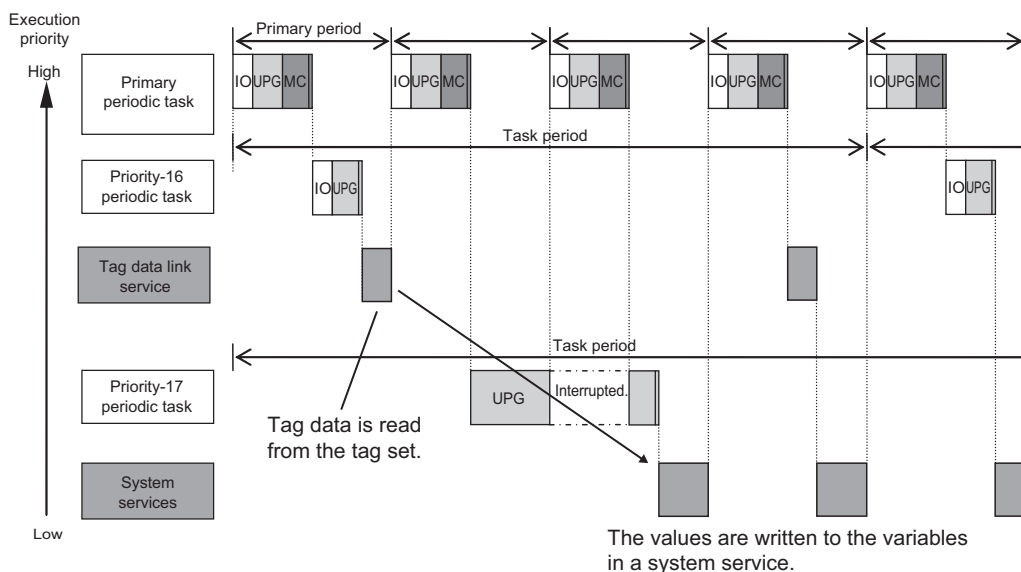 Execution
priority
High
Primary period
Primary
periodic task
IO UPG MC
IO UPG MC
IO UPG MC
IO UPG MC
IO UPG MC
Task period
Priority-16
periodic task
IO UPG
IO UPG
Tag data link
service
Task period
Priority-17
periodic task
UPG
Interrupted.
Tag data is read
from the tag set.
System
services
Low
The values are written to the variables
in a system service.